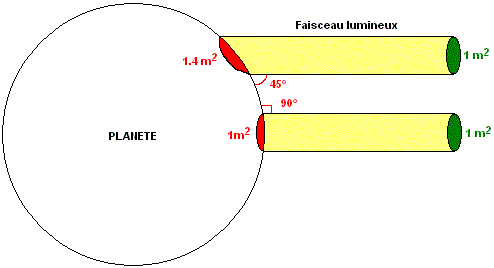 Faisceau lumineux
1.4 m2
1 m2
45°
90°
PLANETE
1m2
1 m2